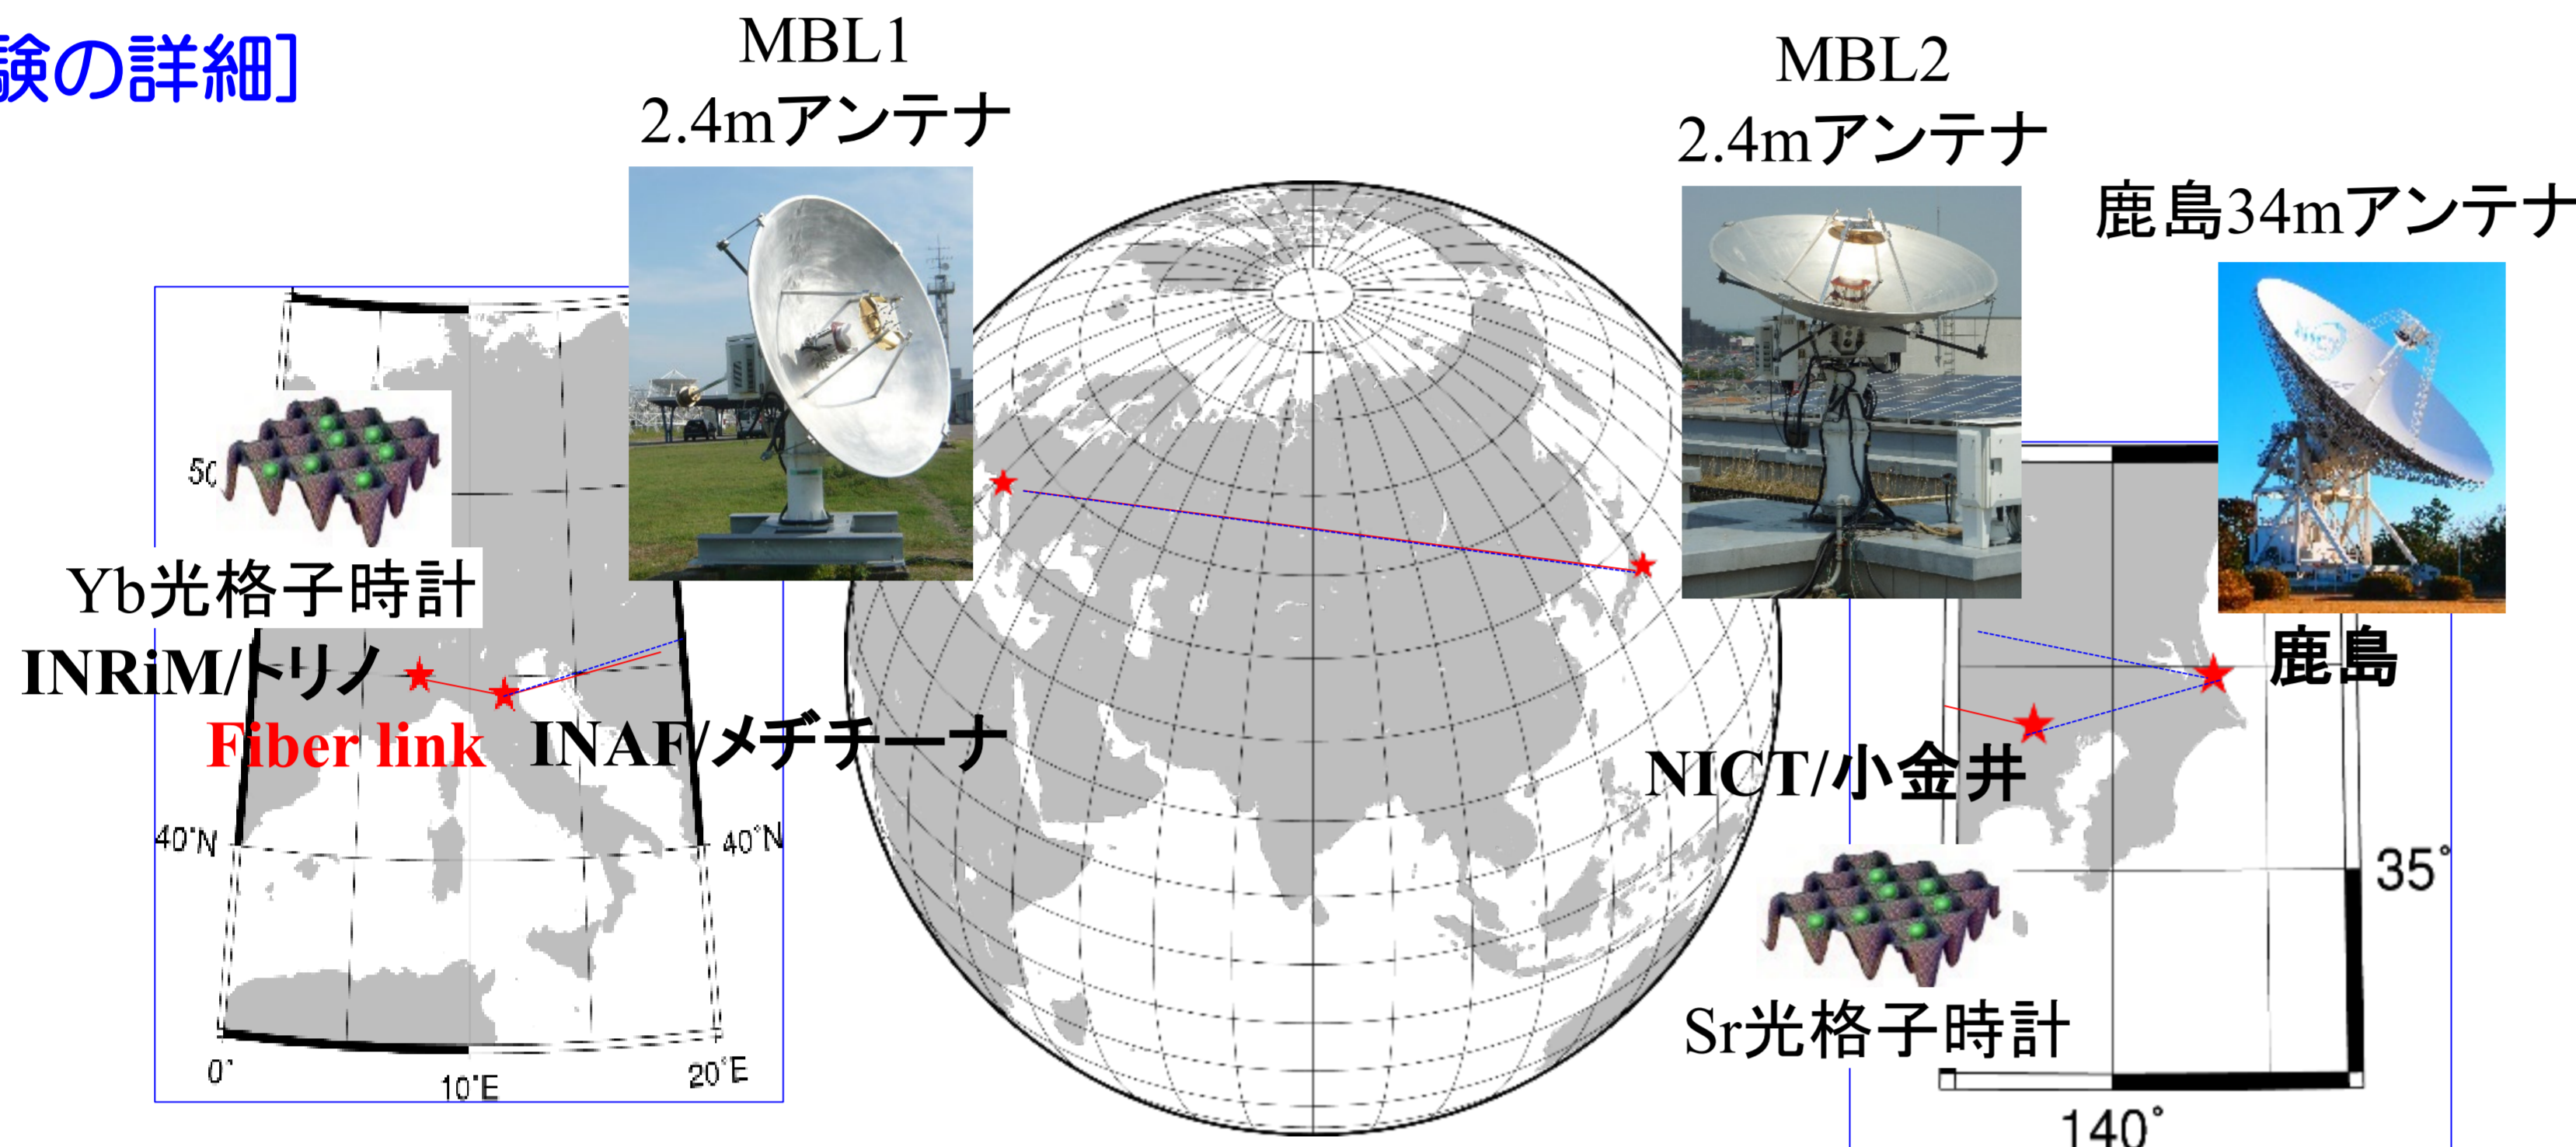 験の詳細]
MBL1
2.4mアンテナ
MBL2
2.4mアンテナ
鹿島34mアンテナ
50
Yb光格子時計
INRiM/トリノ
Fiber link
INAF/メヂチーナ
鹿島
NICT/小金井
40°N
40°N
35°
Sr光格子時計
0°
10°E
20°E
140°